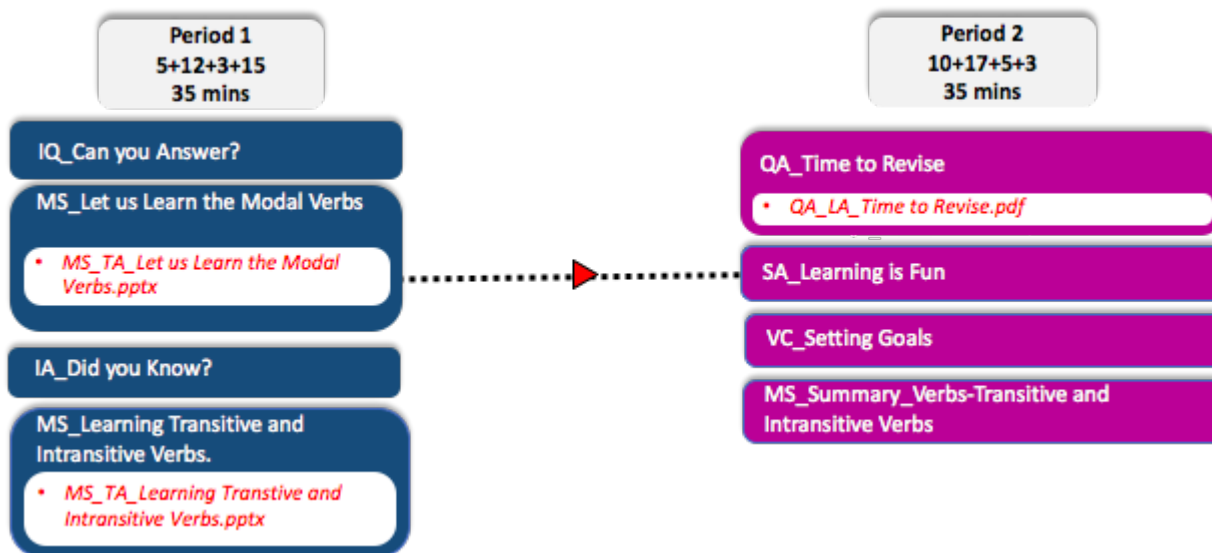 Period 1
5+12+3+15
35 mins
IQ_Can you Answer?
MS_Let us Learn the Modal Verbs
• MS_TA_Let us Learn the Modal
Verbs.pptx
IA_Did you Know?
MS_Learning Transitive and
Intransitive Verbs.
• MS_TA_Learning Transtive and
Intransitive Verbs.pptx
Period 2
10+17+5+3
35 mins
QA_Time to Revise
• QA_LA_Time to Revise.pdf
SA_Learning is Fun
VC_Setting Goals
MS_Summary_Verbs-Transitive and
Intransitive Verbs